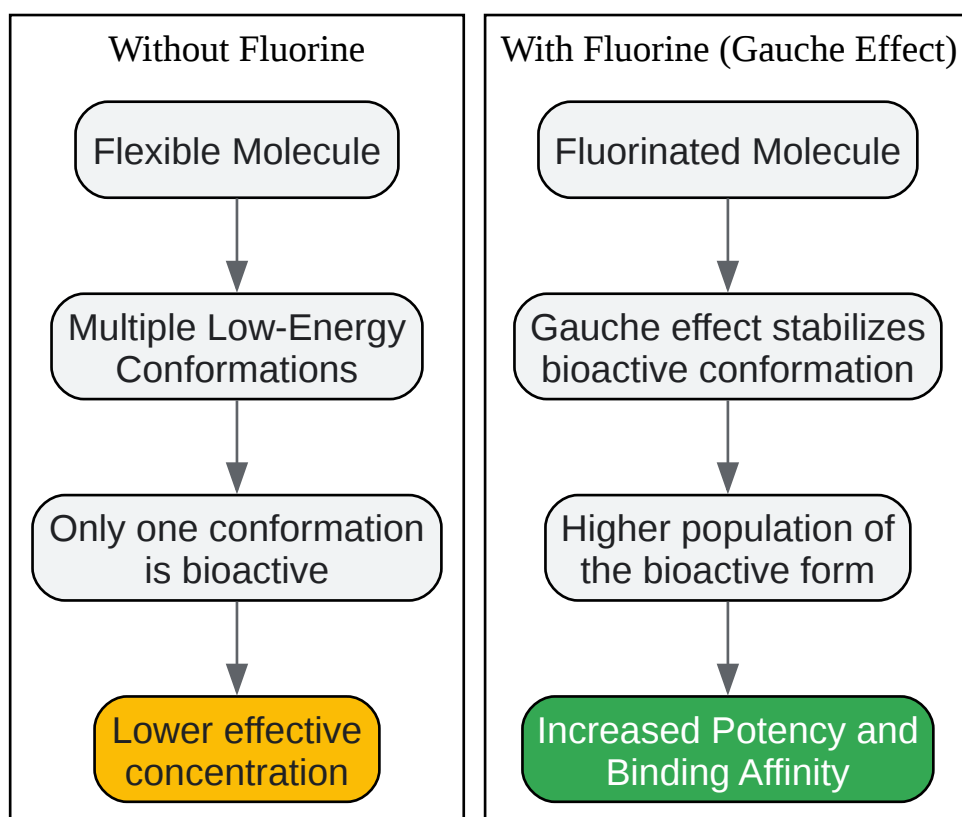 Without Fluorine
Flexible Molecule
Multiple Low-Energy
Conformations
Only one conformation
is bioactive
Lower effective
concentration
With Fluorine (Gauche Effect)
Fluorinated Molecule
Gauche effect stabilizes
bioactive conformation
Higher population of
the bioactive form
Increased Potency and
Binding Affinity